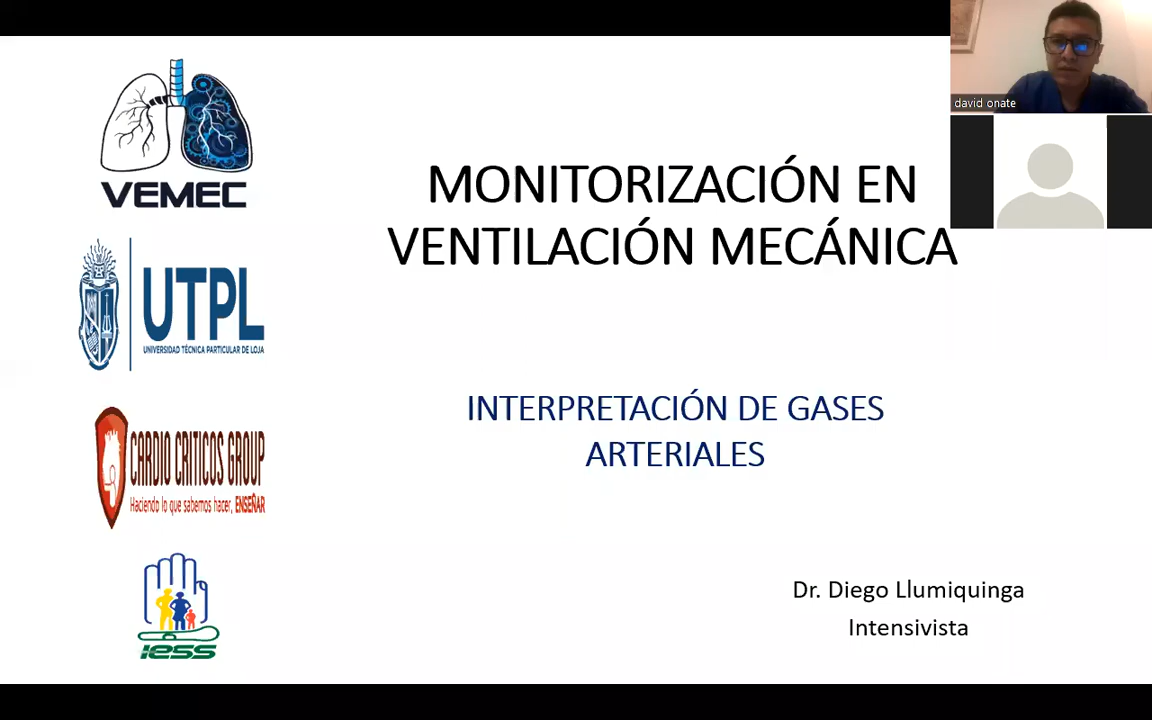 david onate
VEMEC
MONITORIZACIÓN EN
VENTILACIÓN MECÁNICA
UTPL
UNIVERSIDAD TÉCNICA PARTICULAR DE LOJA
INTERPRETACIÓN DE GASES
ARTERIALES
CARDIO CRITICOS GROUP
Haciendo lo que sabemos hacer, ENSEÑAR
Dr. Diego Llumiquinga
Intensivista
IESS